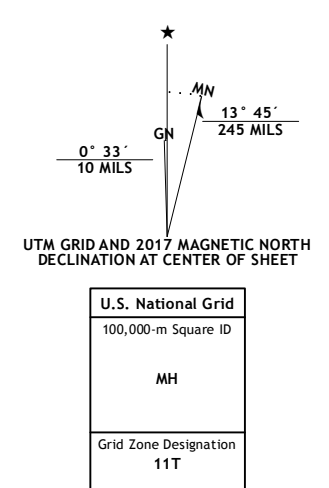 MN
13° 45´
245 MILS
GN
0° 33´
10 MILS
UTM GRID AND 2017 MAGNETIC NORTH
DECLINATION AT CENTER OF SHEET
U.S. National Grid
100,000-m Square ID
MH
Grid Zone Designation
11T